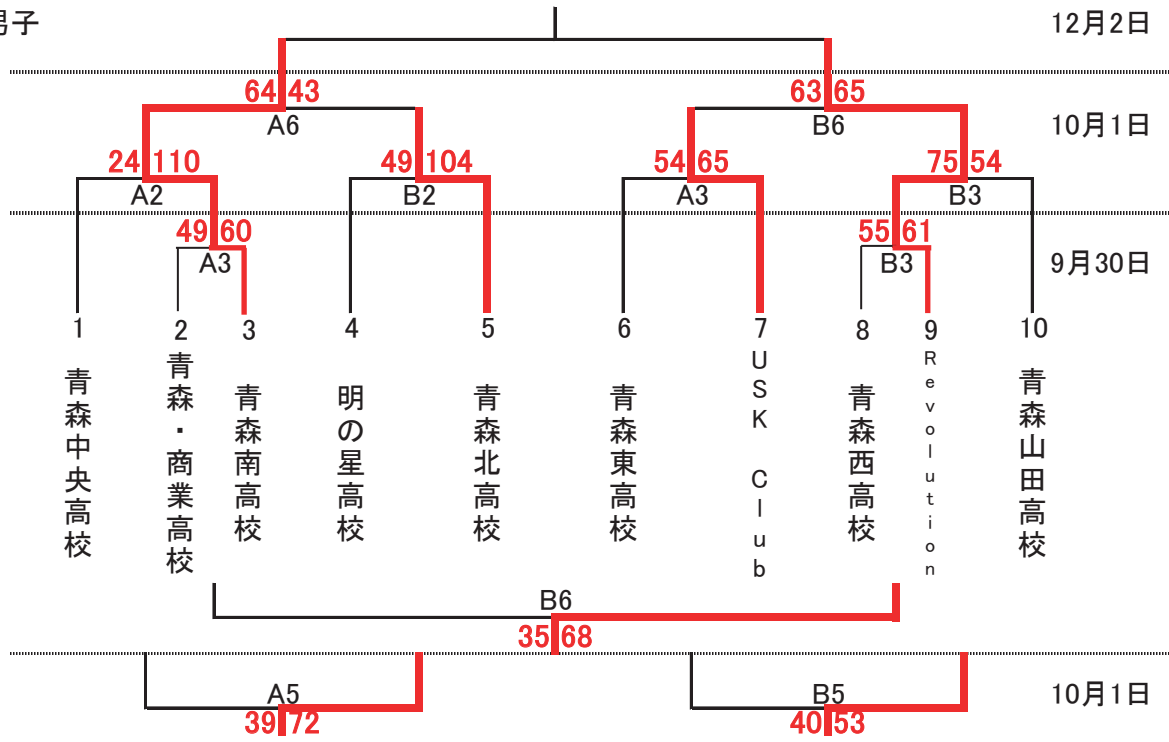 男子
12月2日
64 43
63 65
A6
B6
10月1日
24 110
49 104
54 65
75 54
A2
B2
A3
B3
49 60
55 61
A3
B3
9月30日
1
2
3
4
5
6
7
8
9
10
青森中央高校
青森・商業高校
青森南高校
明の星高校
青森北高校
青森東高校
USK Club
青森西高校
Revolution
青森山田高校
B6
35 68
A5
B5
10月1日
39 72
40 53